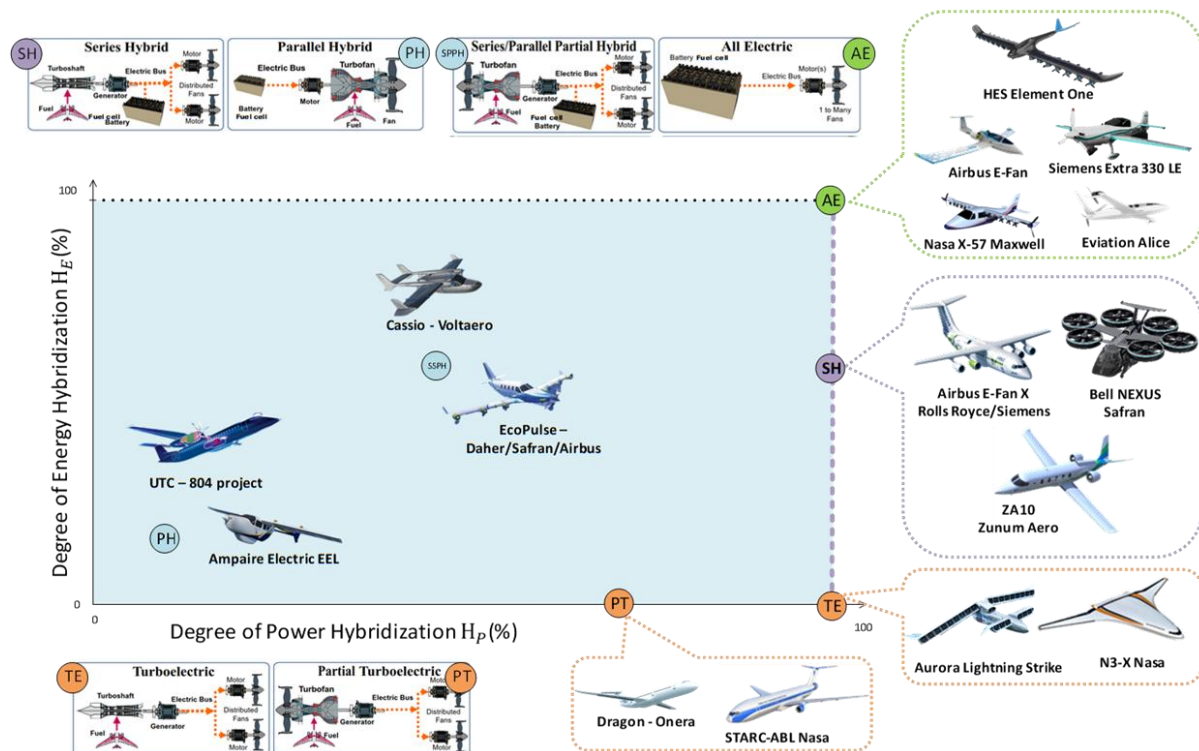 SH
Series Hybrid
Turboshaft
Electric Bus
Motor
Generator
Distributed
Fans
Fuel
Fuel cell
Battery
Motor
Parallel Hybrid
PH
Turbofan
Electric Bus
Motor
Battery
Fuel cell
Fuel
Fan
SPPH
Series/Parallel Partial Hybrid
Turbofan
Electric Bus
Motor
Generator
Distributed
Fans
Fuel
Fuel cell
Battery
Motor
All Electric
AE
Battery Fuel cell
Electric Bus
Motor(s)
1 to Many
Fans
HES Element One
Airbus E-Fan
Siemens Extra 330 LE
Nasa X-57 Maxwell
Eviation Alice
100
AE
Degree of Energy Hybridization H_E(%)
Cassio - Voltaero
SSPH
EcoPulse –
Daher/Safran/Airbus
UTC – 804 project
PH
Ampaire Electric EEL
SH
Airbus E-Fan X
Rolls Royce/Siemens
Bell NEXUS
Safran
ZA10
Zunum Aero
0
PT
TE
0
Degree of Power Hybridization H_P(%)
100
Aurora Lightning Strike
N3-X Nasa
Dragon - Onera
STARC-ABL Nasa
TE
Turboelectric
Turboshaft
Electric Bus
Motor
Generator
Distributed
Fans
Fuel
Motor
Partial Turboelectric
PT
Turbofan
Electric Bus
Motor
Generator
Distributed
Fans
Fuel
Motor